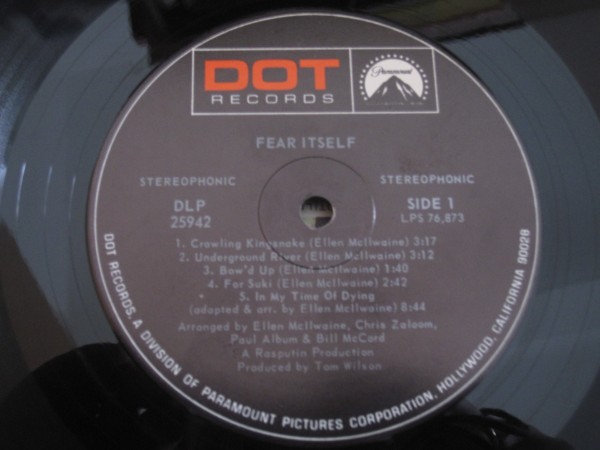 DOT
RECORDS
Paramount
FEAR ITSELF
STEREOPHONIC
STEREOPHONIC
DLP
25942
SIDE 1
LPS 76,873
1. Crawling Kingsnake (Ellen McIlwaine) 3:17
2. Underground River (Ellen McIlwaine) 3:12
3. Bow'd Up (Ellen McIlwaine) 1:40
4. For Suki (Ellen McIlwaine) 2:42
5. In My Time Of Dying
(adapted & arr. by Ellen McIlwaine) 8:44
Arranged by Ellen McIlwaine, Chris Zaloom,
Paul Album & Bill McCord
A Rasputin Production
Produced by Tom Wilson
DOT RECORDS, A DIVISION OF PARAMOUNT PICTURES CORPORATION, HOLLYWOOD, CALIFORNIA 90028